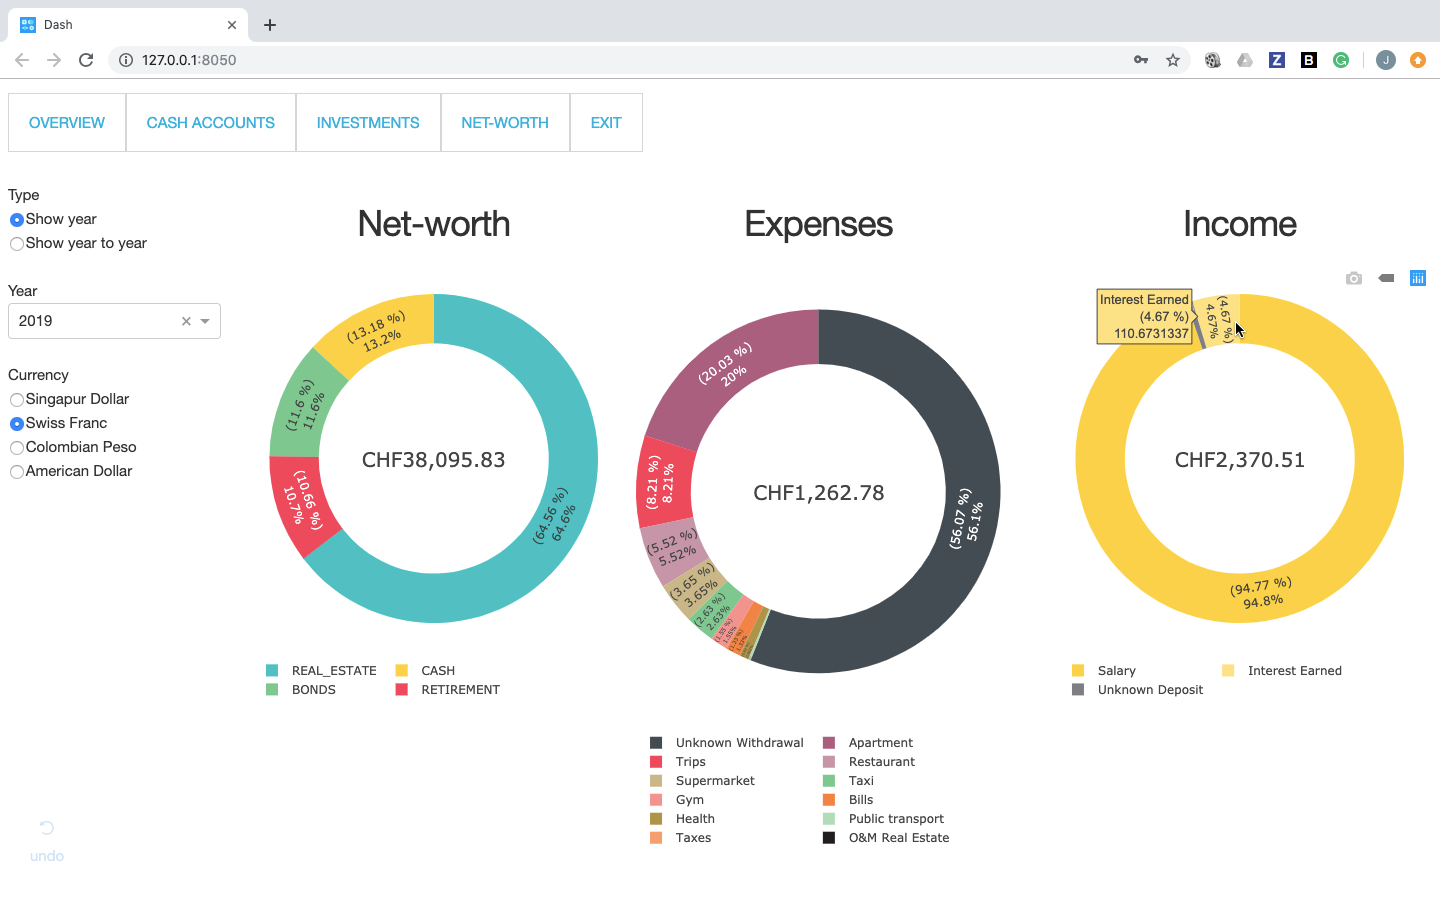 Dash
127.0.0.1:8050
Z
B
J
OVERVIEW
CASH ACCOUNTS
INVESTMENTS
NET-WORTH
EXIT
Type
Show year
Show year to year
Year
2019
Currency
Singapur Dollar
Swiss Franc
Colombian Peso
American Dollar
undo
Net-worth
(13.18 %)
13.2%
(11.6 %)
11.6%
(10.66 %)
10.7%
(64.56 %)
64.6%
CHF38,095.83
REAL_ESTATE
CASH
BONDS
RETIREMENT
Expenses
(20.03 %)
20%
(8.21 %)
8.21%
(5.52 %)
5.52%
(3.65 %)
3.65%
(2.63 %)
2.63%
(1.55 %)
1.55%
(56.07 %)
56.1%
CHF1,262.78
Unknown Withdrawal
Apartment
Trips
Restaurant
Supermarket
Taxi
Gym
Bills
Health
Public transport
Taxes
O&M Real Estate
Income
Interest Earned
(4.67 %)
110.6731337
(4.67 %)
4.67%
CHF2,370.51
(94.77 %)
94.8%
Salary
Interest Earned
Unknown Deposit